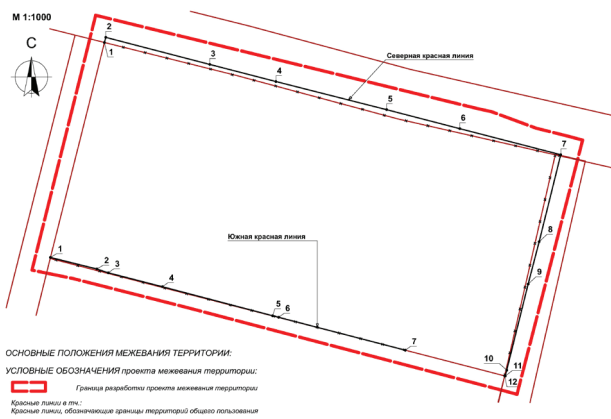 М 1:1000
С
2
1
3
4
Северная красная линия
5
6
7
8
9
10
11
12
1
2
3
4
Южная красная линия
5
6
7
ОСНОВНЫЕ ПОЛОЖЕНИЯ МЕЖЕВАНИЯ ТЕРРИТОРИИ:
УСЛОВНЫЕ ОБОЗНАЧЕНИЯ проекта межевания территории:
Граница разработки проекта межевания территории
Красные линии в тч.:
Красные линии, обозначающие границы территорий общего пользования